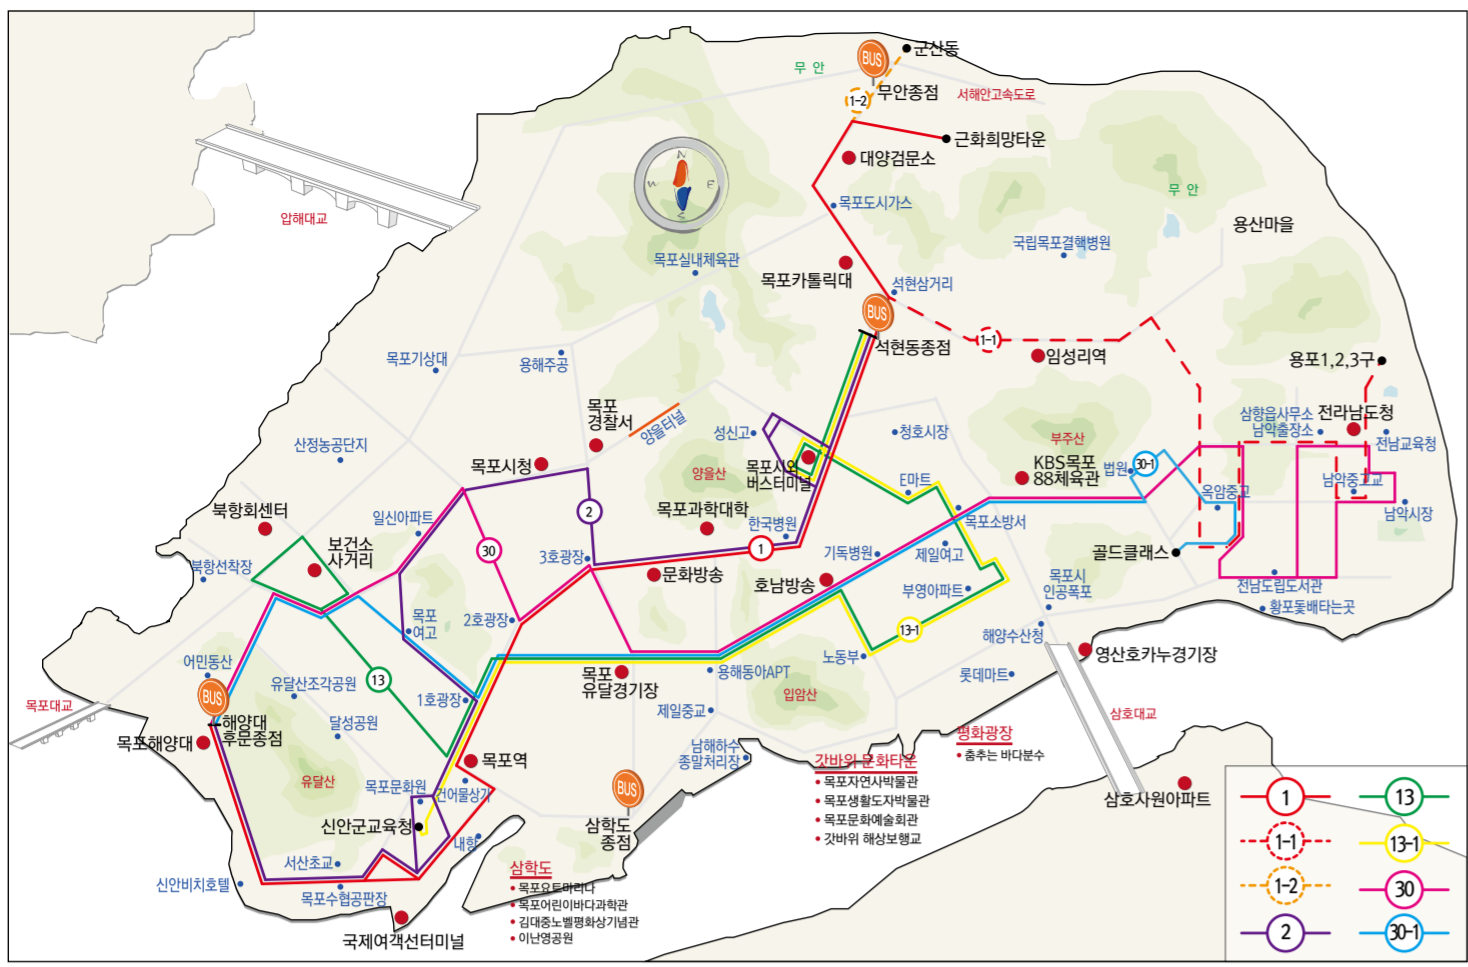 BUS
군산동
무 안
무안종점
서해안고속도로
1-2
근화희망타운
대양검문소
N
W
E
S
무 안
압해대교
목포도시가스
용산마을
국립목포결핵병원
목포실내체육관
목포카톨릭대
석현삼거리
BUS
석현동종점
1-1
임성리역
목포기상대
용해주공
용포1,2,3구
목포
경찰서
양을터널
삼향읍사무소
남악출장소
전라남도청
전남교육청
산정농공단지
성신고
청호시장
부주산
목포시청
양을산
목포시외
버스터미널
KBS목포
88체육관
법원
30-1
E마트
옥암중교
남악중고교
남악시장
북항회센터
일신아파트
2
목포과학대학
한국병원
목포소방서
보건소
사거리
30
3호광장
1
기독병원
제일여고
골드클래스
북항선착장
문화방송
호남방송
부영아파트
목포시
인공폭포
전남도립도서관
황포돛배타는곳
목포
여고
2호광장
13-1
해양수산청
어민동산
노동부
영산호카누경기장
BUS
유달산조각공원
13
1호광장
목포
유달경기장
용해동아APT
입암산
롯데마트
목포대교
해양대
후문종점
달성공원
제일중교
삼호대교
목포해양대
목포역
남해하수
종말처리장
평화광장
• 춤추는 바다분수
유달산
목포문화원
건어물상가
BUS
갓바위 문화타운
• 목포자연사박물관
• 목포생활도자박물관
• 목포문화예술회관
• 갓바위 해상보행교
삼호사원아파트
신안군교육청
내항
삼학도
종점
서산초교
신안비치호텔
목포수협공판장
삼학도
• 목포요트마리나
• 목포어린이바다과학관
• 김대중노벨평화상기념관
• 이난영공원
국제여객선터미널
1
13
1-1
13-1
1-2
30
2
30-1